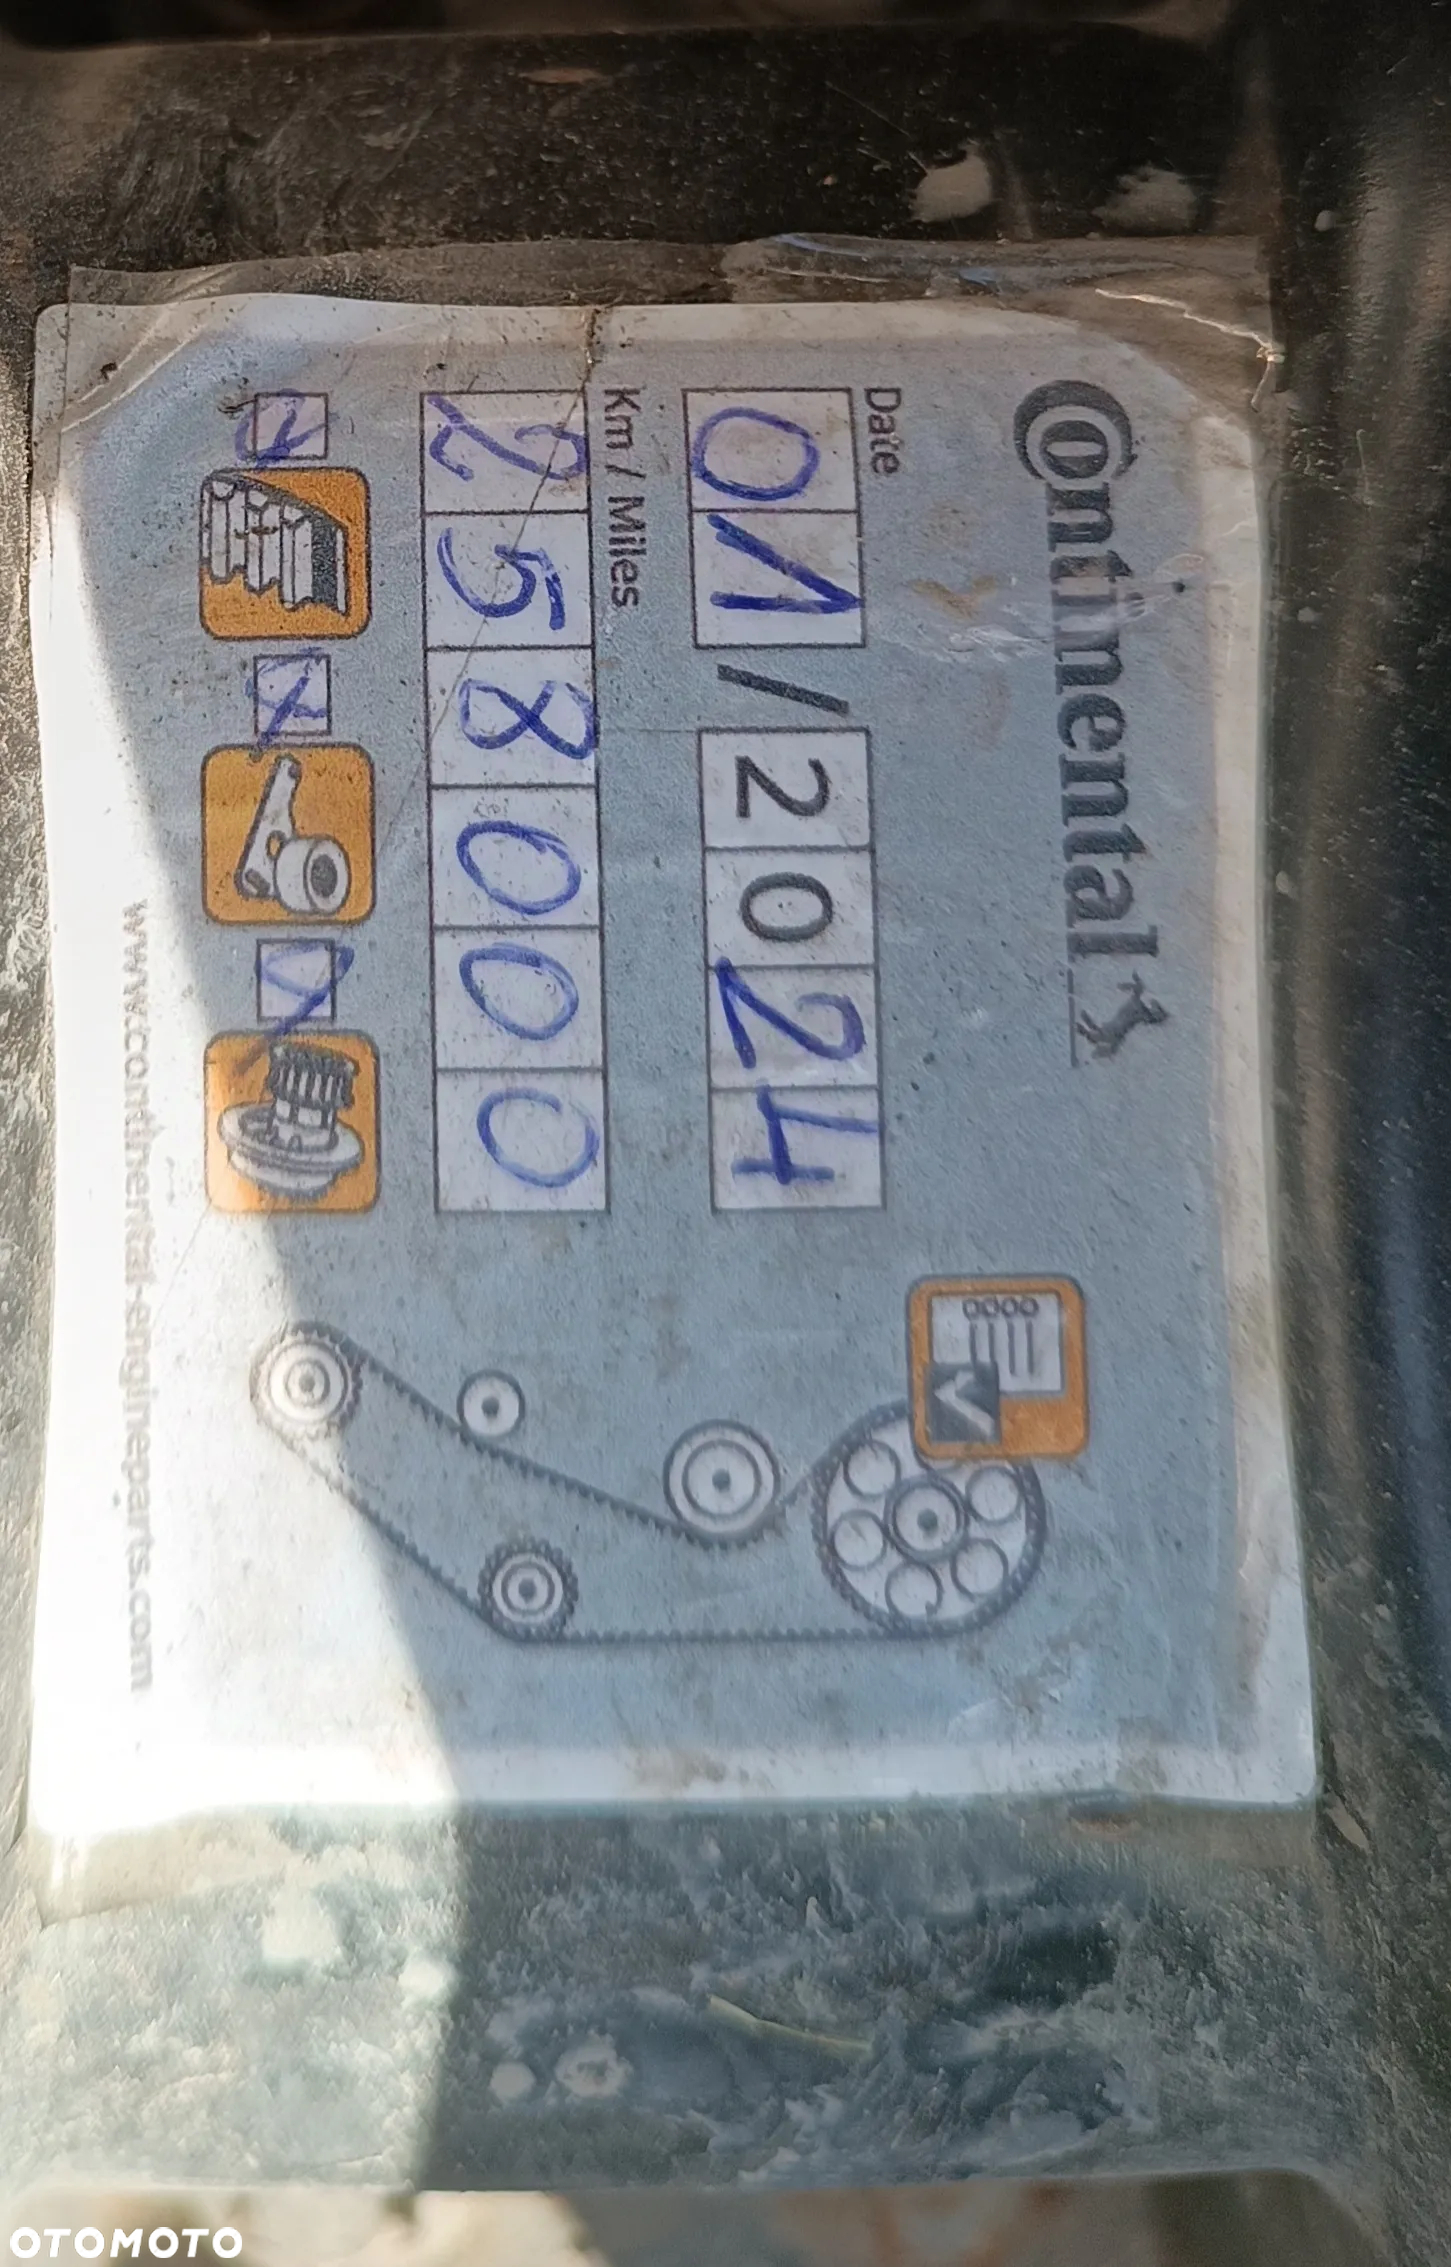 Continental
Date
01/2024
Km / Miles
258000
www.continental-engineparts.com
OTOMOTO